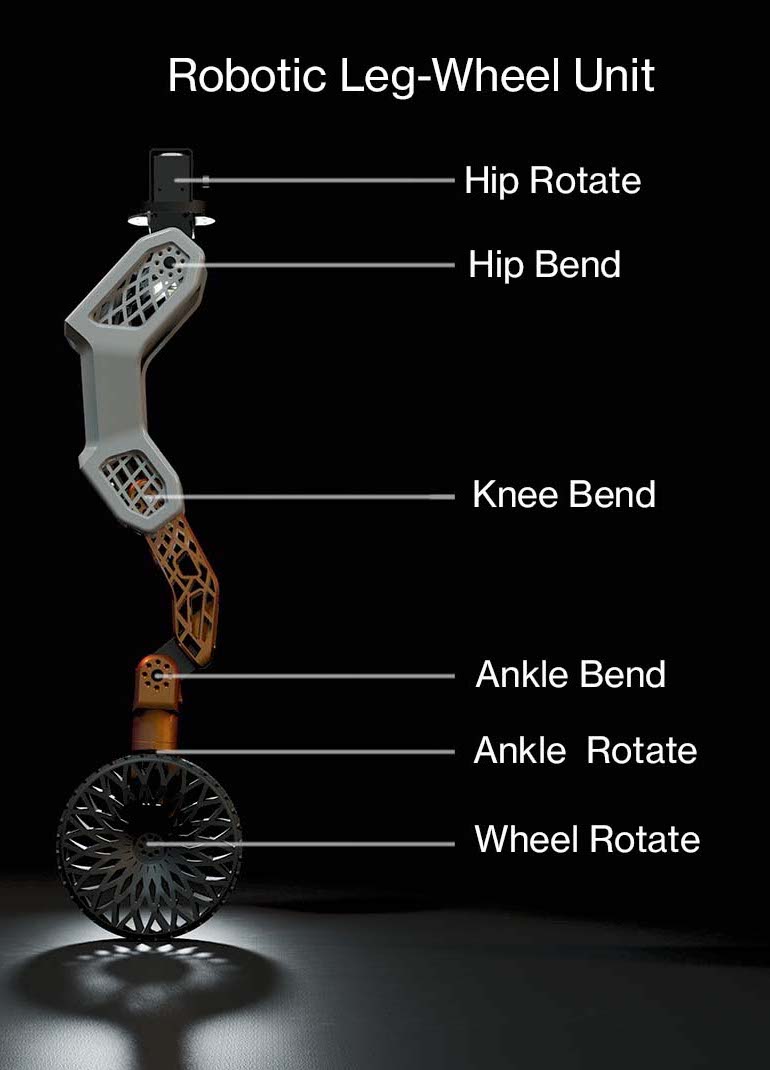 Robotic Leg-Wheel Unit
Hip Rotate
Hip Bend
Knee Bend
Ankle Bend
Ankle  Rotate
Wheel Rotate